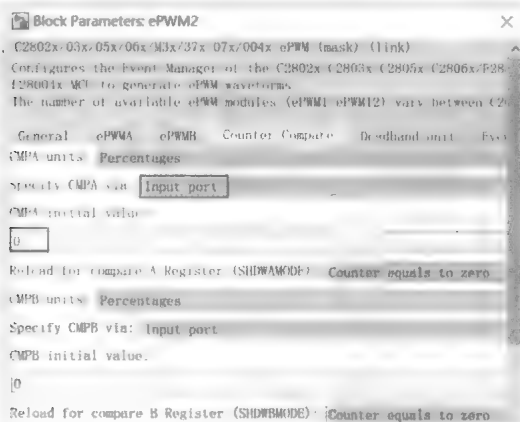 Block Parameters: ePWM2
C2802x/03x/05x/06x/M3x/37x 07x/004x ePWM (mask) (link)
Configures the Event Manager of the C2802x C2803x C2805x C2806x/F28
F28004x MCU to generate ePWM waveforms
The number of available ePWM modules (ePWM1 ePWM12) vary between C2
General ePWMA ePWMB Counter Compare Deadband unit Eve
CMPA units: Percentages
Specify CMPA via: Input port
CMPA initial value
0
Reload for compare A Register (SHDWAMODE) Counter equals to zero
CMPB units: Percentages
Specify CMPB via: Input port
CMPB initial value.
0
Reload for compare B Register (SHDWBMODE): Counter equals to zero